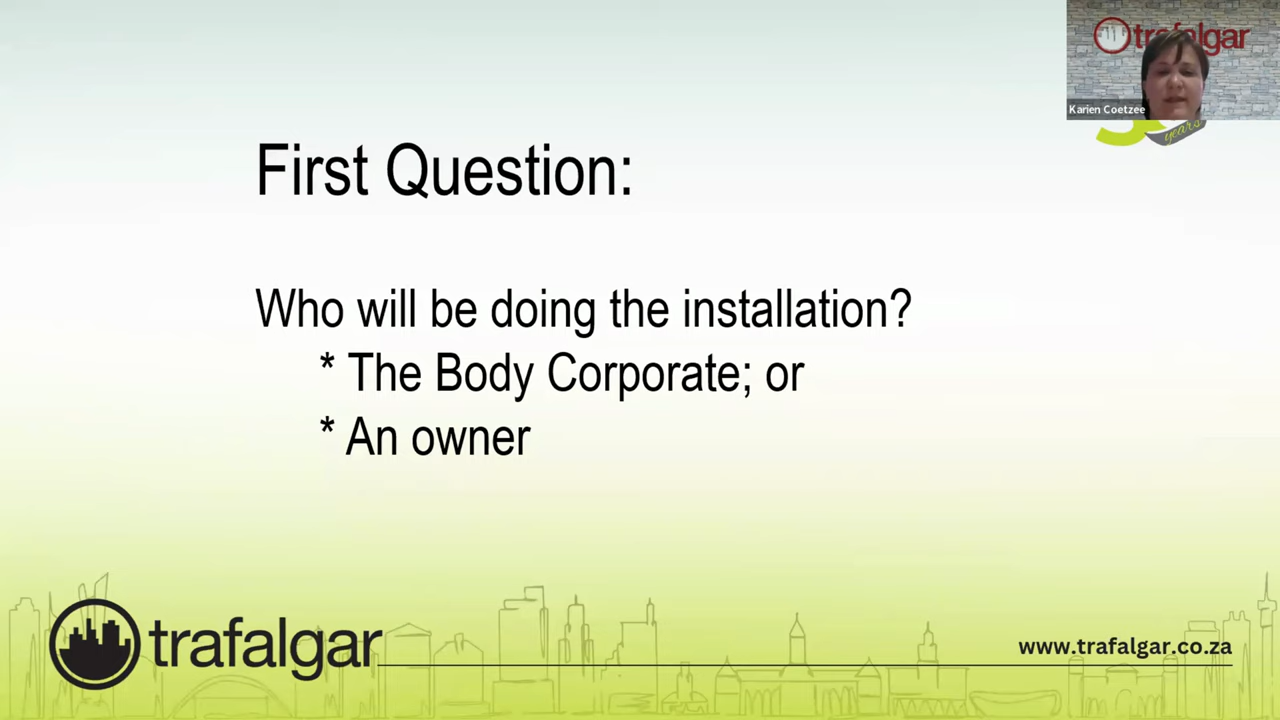 trafalgar
Karien Coetzee
years
First Question:
Who will be doing the installation?
* The Body Corporate; or
* An owner
trafalgar
www.trafalgar.co.za